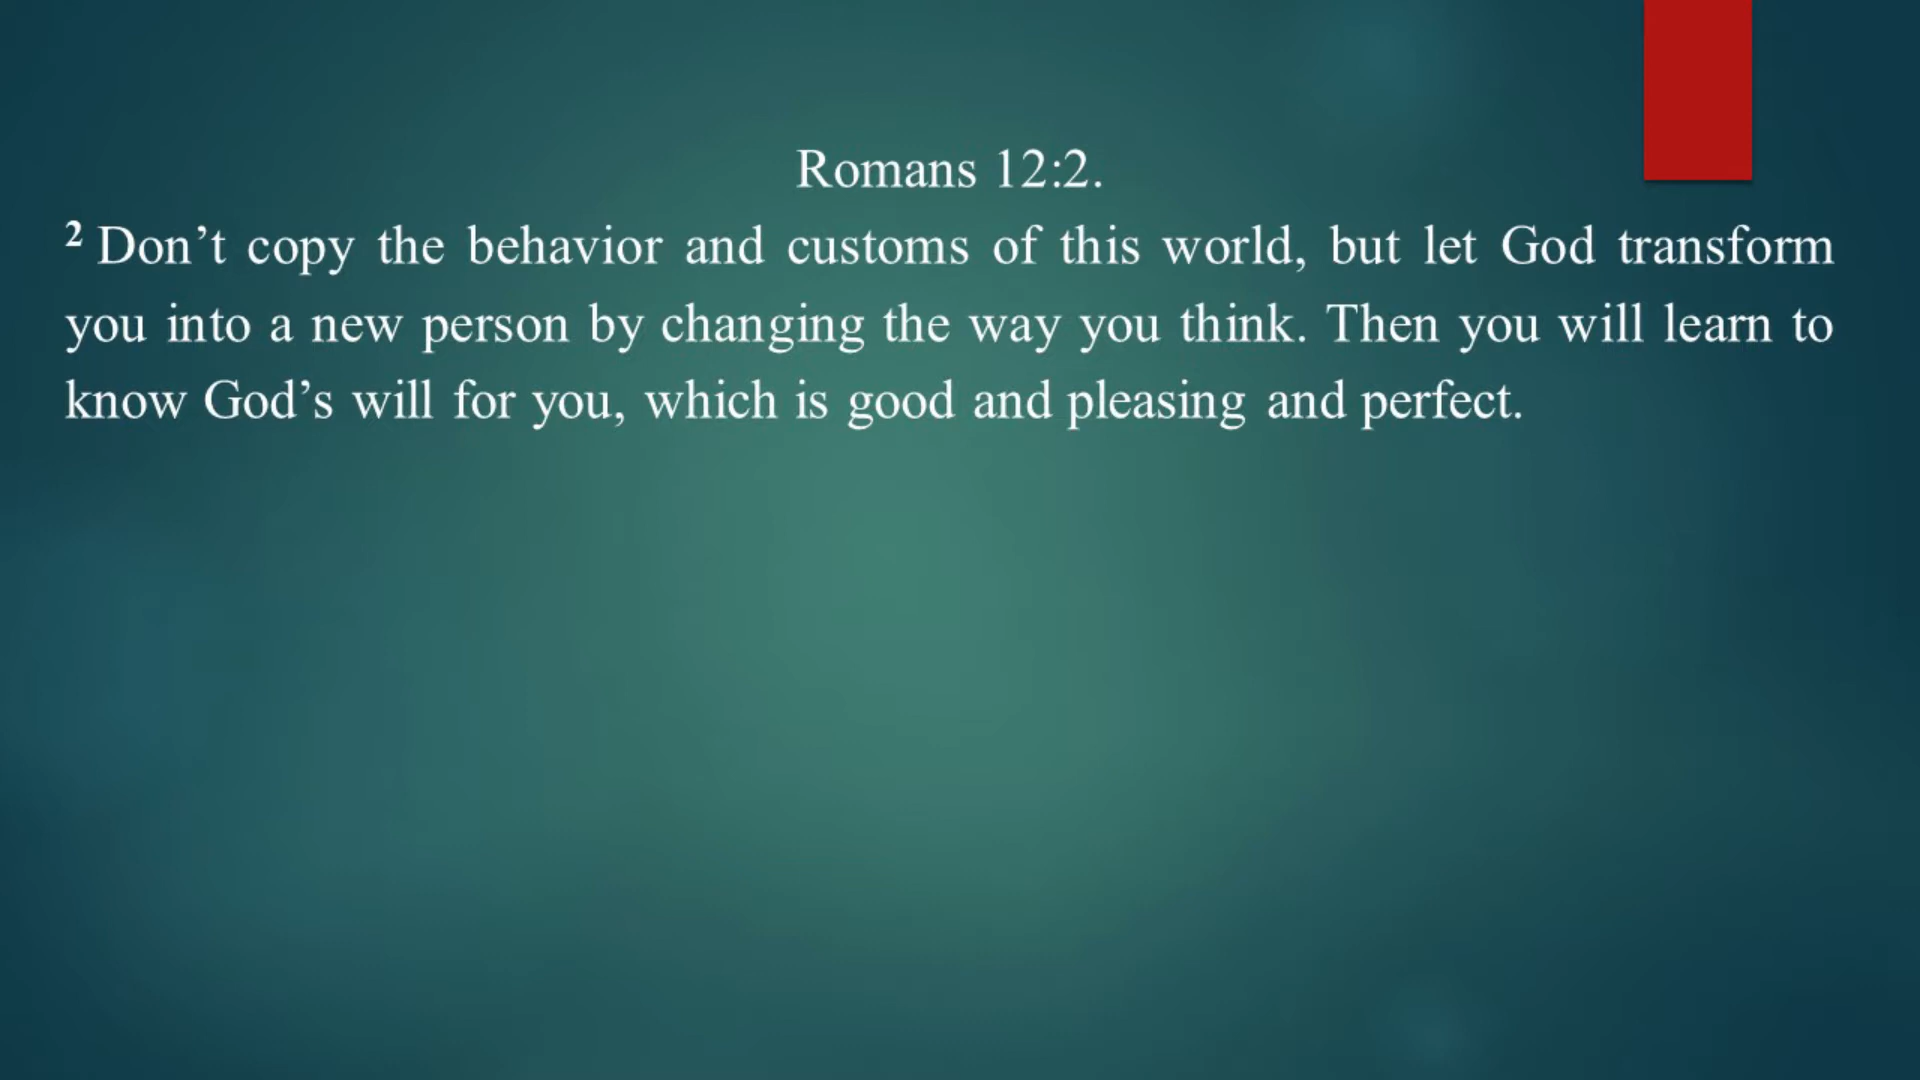 Romans 12:2.
2 Don’t copy the behavior and customs of this world, but let God transform
you into a new person by changing the way you think. Then you will learn to
know God’s will for you, which is good and pleasing and perfect.